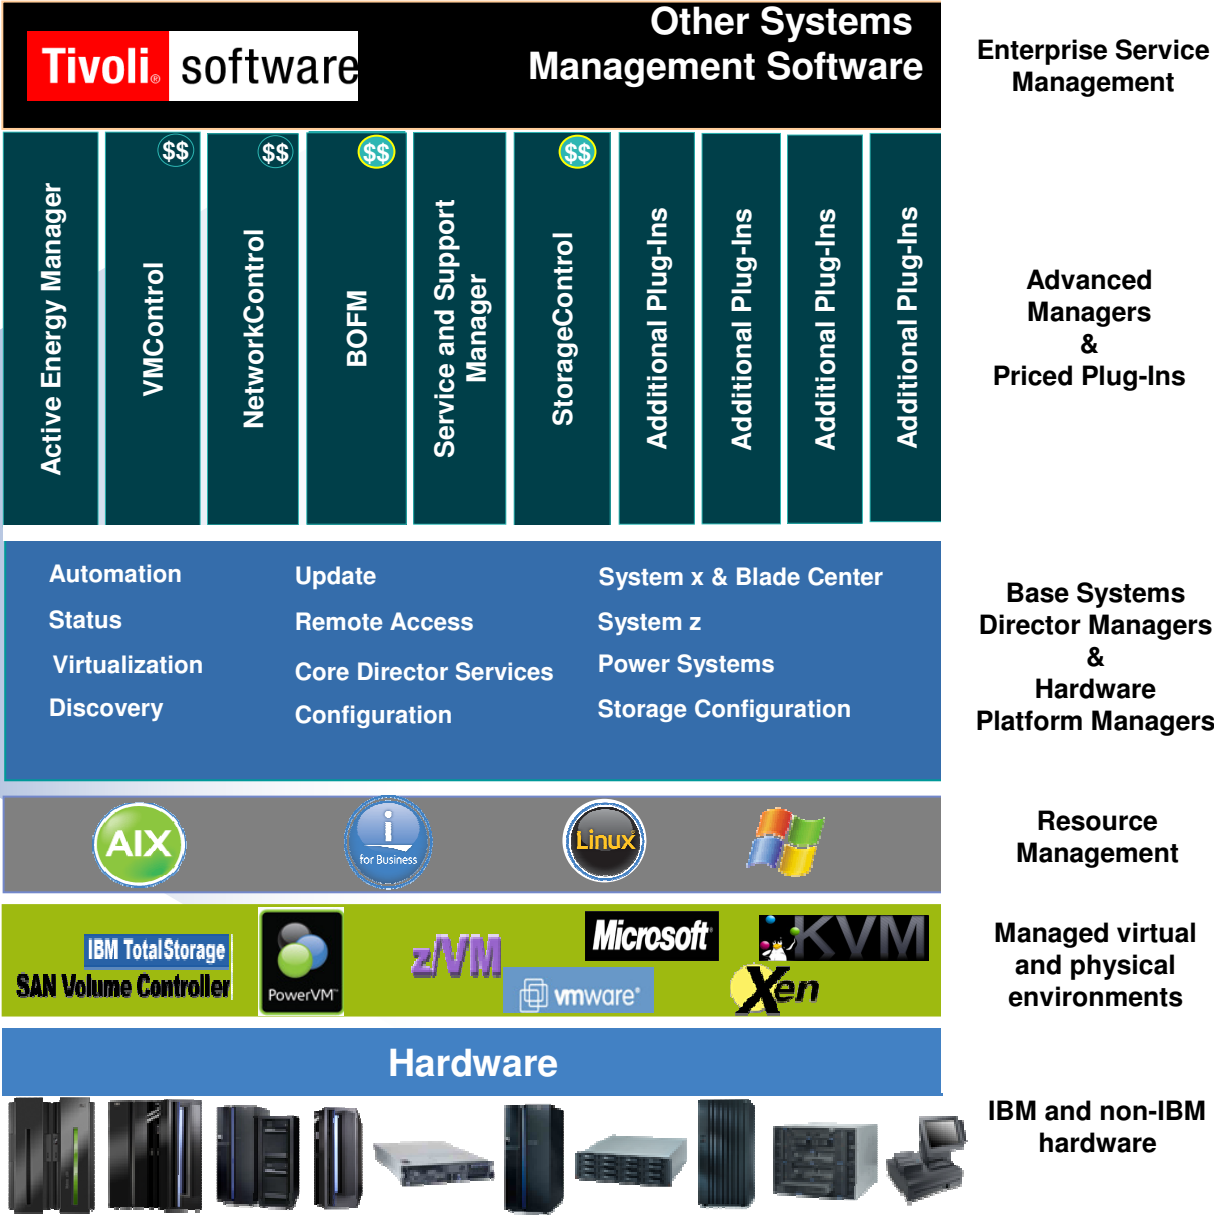 Tivoli® software
Other Systems
Management Software
Enterprise Service
Management
$$
$$
$$
$$
Active Energy Manager
VMControl
NetworkControl
BOFM
Service and Support
Manager
StorageControl
Additional Plug-Ins
Additional Plug-Ins
Additional Plug-Ins
Additional Plug-Ins
Advanced
Managers
&
Priced Plug-Ins
Automation
Status
Virtualization
Discovery
Update
Remote Access
Core Director Services
Configuration
System x & Blade Center
System z
Power Systems
Storage Configuration
Base Systems
Director Managers
&
Hardware
Platform Managers
AIX
i
for Business
Linux
Resource
Management
IBM TotalStorage
SAN Volume Controller
PowerVM™
z/VM
Microsoft
vmware®
KVM
Xen
Managed virtual
and physical
environments
Hardware
IBM and non-IBM
hardware